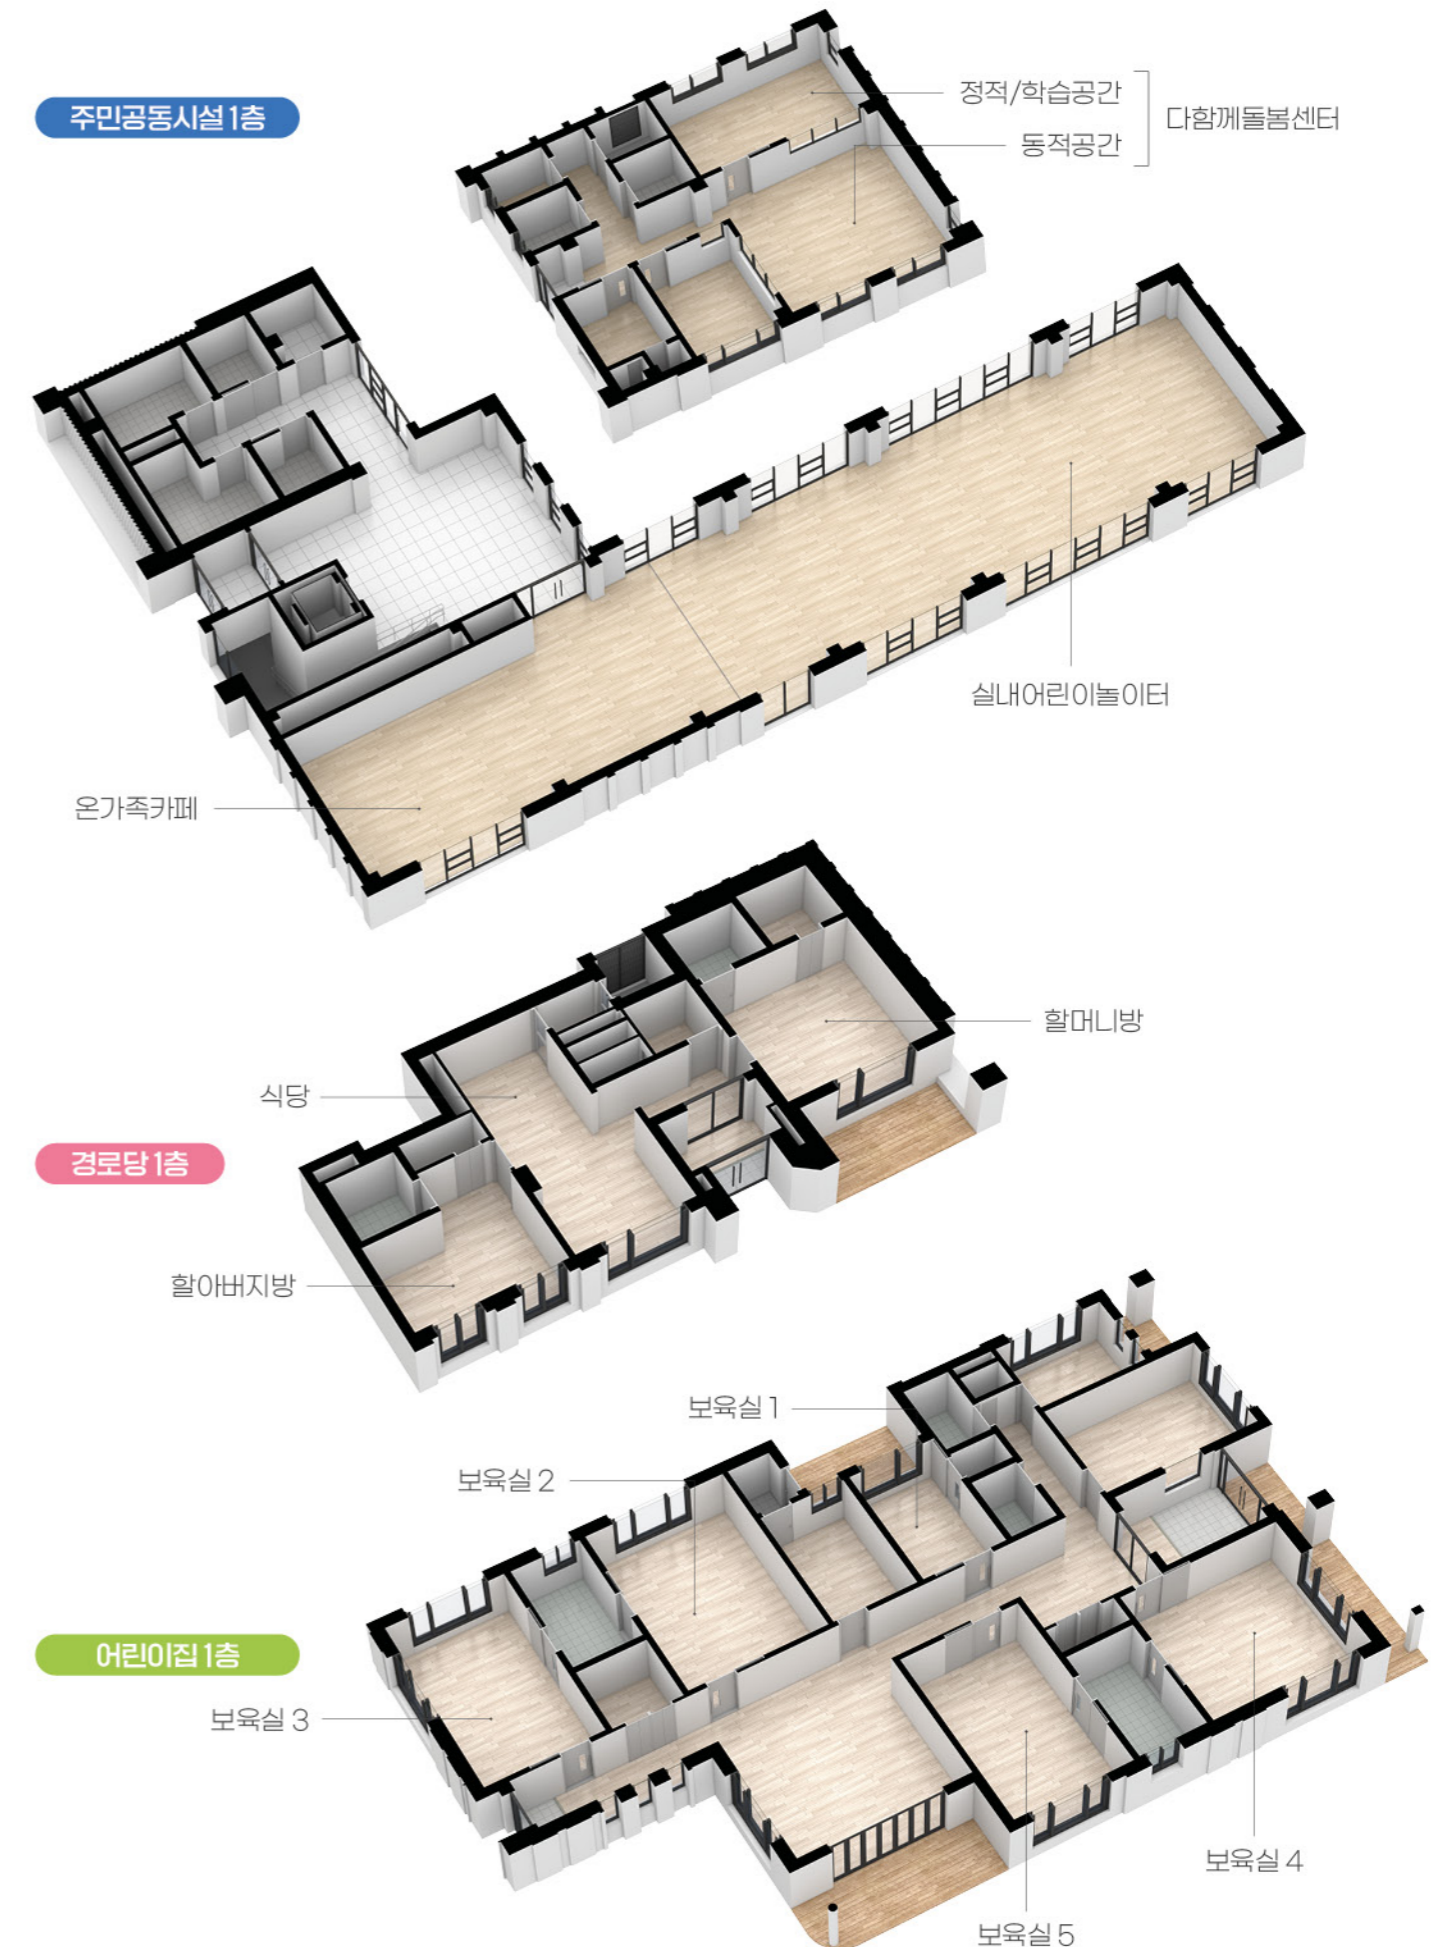 주민공동시설 1층
정적/학습공간
동적공간
다함께돌봄센터
실내어린이놀이터
온가족카페
할머니방
식당
경로당 1층
할아버지방
보육실 1
보육실 2
어린이집 1층
보육실 3
보육실 4
보육실 5